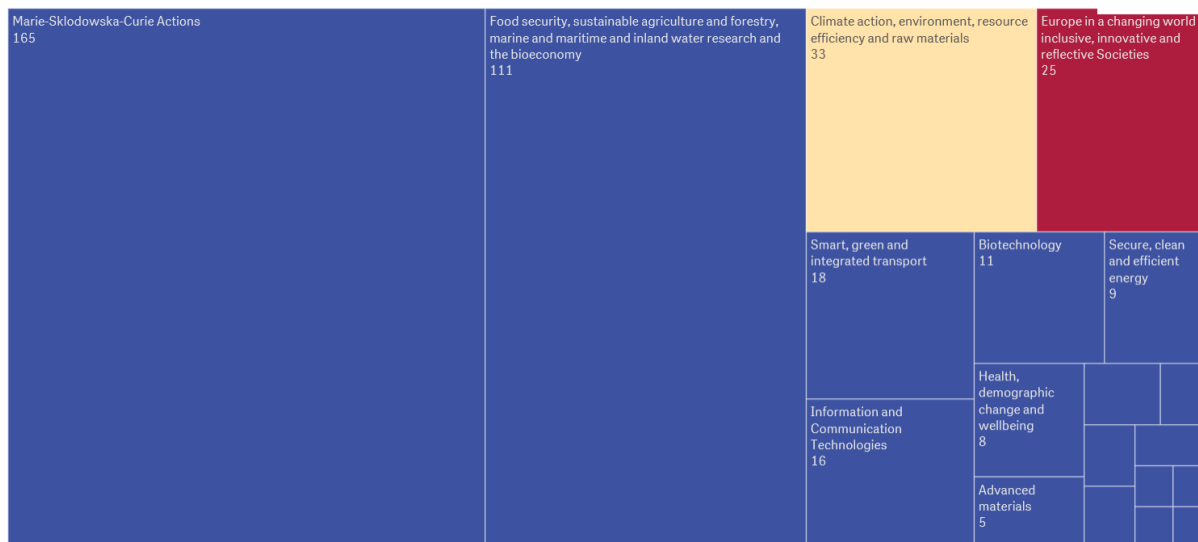 Marie-Sklodowska-Curie Actions
165
Food security, sustainable agriculture and forestry,
marine and maritime and inland water research and
the bioeconomy
111
Climate action, environment, resource
efficiency and raw materials
33
Europe in a changing world
inclusive, innovative and
reflective Societies
25
Smart, green and
integrated transport
18
Biotechnology
11
Secure, clean
and efficient
energy
9
Information and
Communication
Technologies
16
Health,
demographic
change and
wellbeing
8
Advanced
materials
5